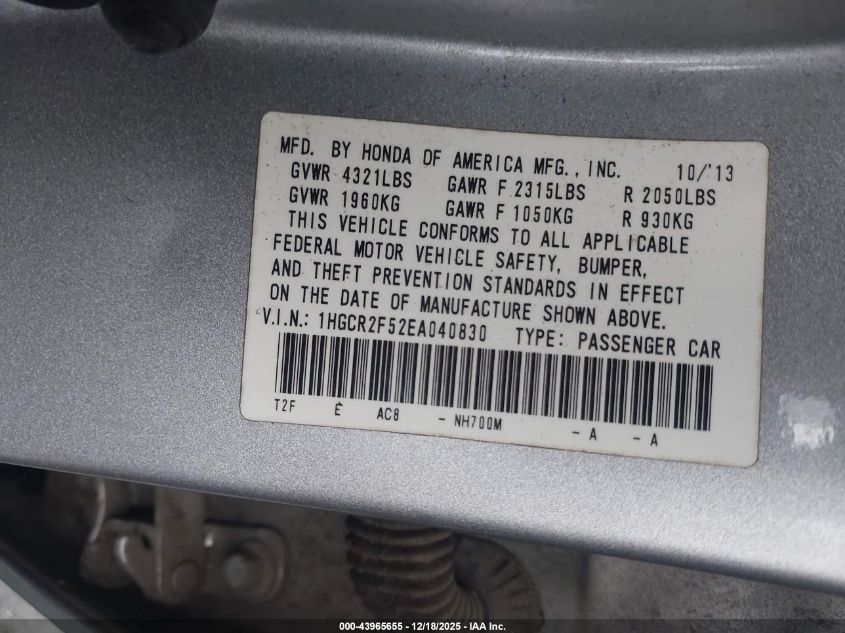 MFD. BY HONDA OF AMERICA MFG., INC. 10/'13
GVWR 4321LBS GAWR F 2315LBS R 2050LBS
GVWR 1960KG GAWR F 1050KG R 930KG
THIS VEHICLE CONFORMS TO ALL APPLICABLE
FEDERAL MOTOR VEHICLE SAFETY, BUMPER,
AND THEFT PREVENTION STANDARDS IN EFFECT
ON THE DATE OF MANUFACTURE SHOWN ABOVE.
V.I.N.: 1HGCR2F52EA040830 TYPE: PASSENGER CAR
T2F E AC8 - NH700M - A - A
000-43965655 - 12/18/2025 - IAA Inc.